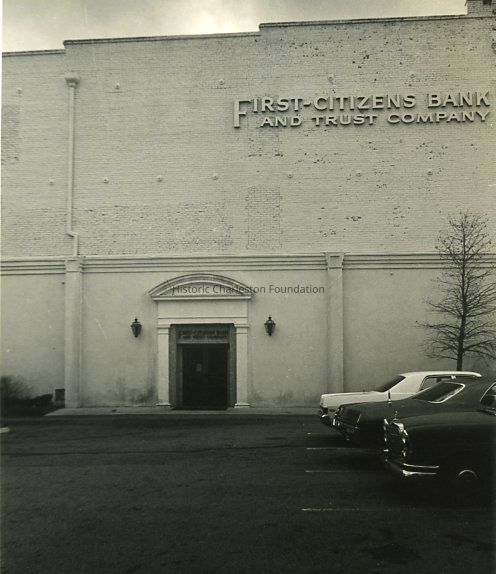 FIRST-CITIZENS BANK
AND TRUST COMPANY
Historic Charleston Foundation